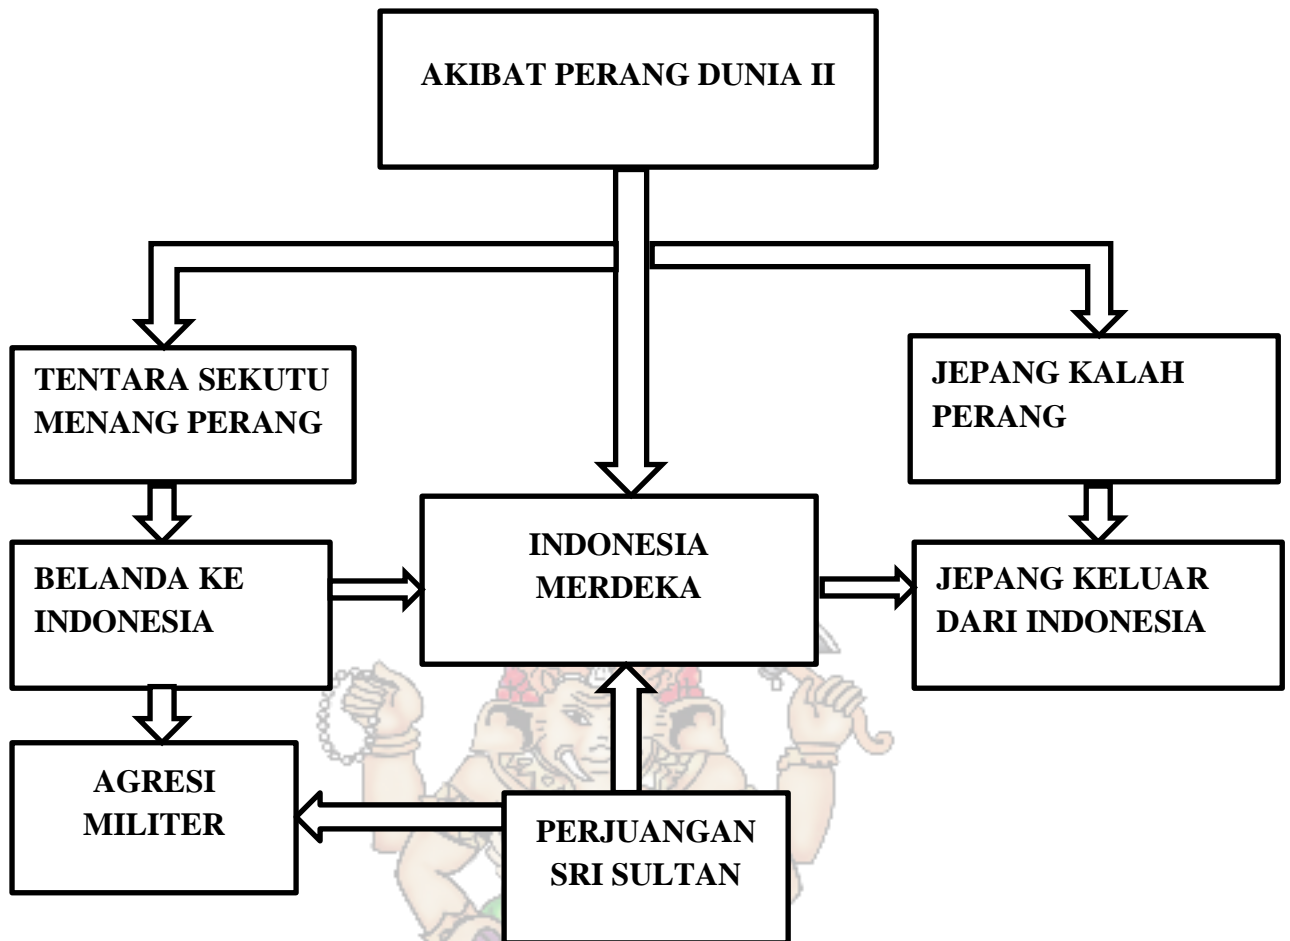 AKIBAT PERANG DUNIA II
TENTARA SEKUTU
MENANG PERANG
JEPANG KALAH
PERANG
INDONESIA
MERDEKA
BELANDA KE
INDONESIA
JEPANG KELUAR
DARI INDONESIA
AGRESI
MILITER
PERJUANGAN
SRI SULTAN